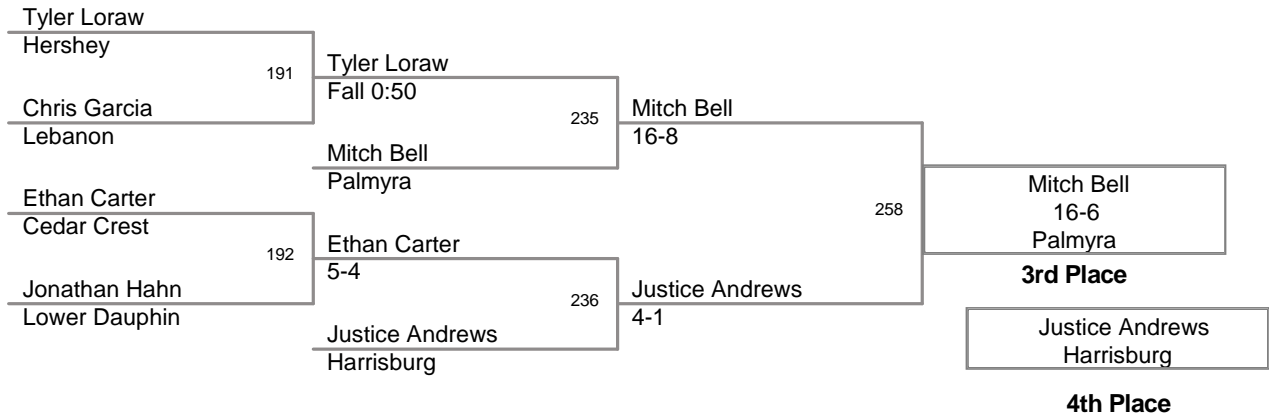 Tyler Loraw
Hershey
191
Chris Garcia
Lebanon
Ethan Carter
Cedar Crest
192
Jonathan Hahn
Lower Dauphin
Tyler Loraw
Fall 0:50
235
Mitch Bell
Palmyra
Ethan Carter
5-4
236
Justice Andrews
Harrisburg
Mitch Bell
16-8
258
Justice Andrews
4-1
Mitch Bell
16-6
Palmyra
3rd Place
Justice Andrews
Harrisburg
4th Place